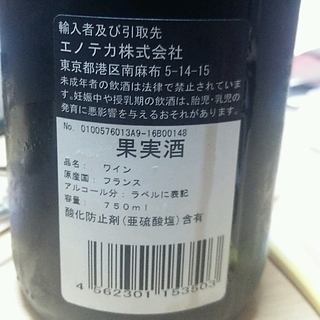 輸入者及び引取先
エノテカ株式会社
東京都港区南麻布 5-14-15
未成年者の飲酒は法律で禁止されていま
す。妊娠中や授乳期の飲酒は、胎児・乳児の
発育に悪影響を与えるおそれがあります。
No. 0100576013A9-16B00148
果実酒
品名: ワイン
原産国: フランス
アルコール分: ラベルに表記
容量: 750ml
酸化防止剤(亜硫酸塩)含有
4 562301 153503